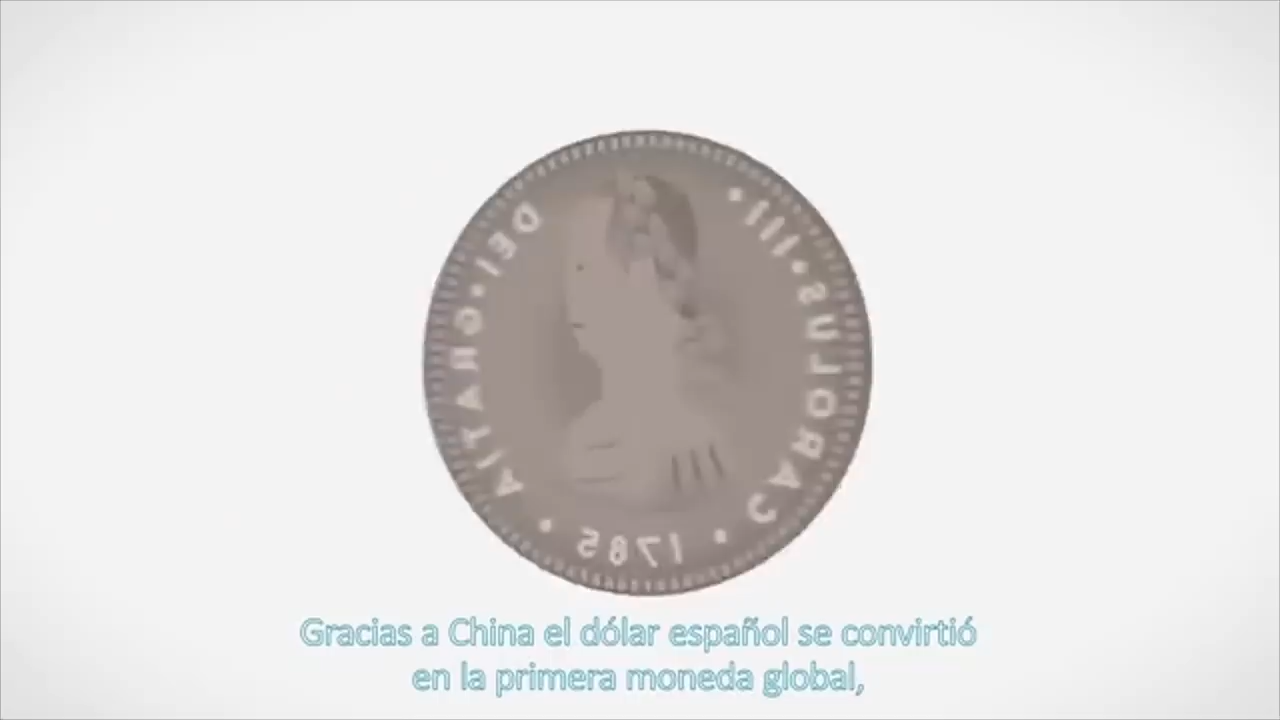 CAROLUS•III•
DEI•GRATIA
• 1785 •
Gracias a China el dólar español se convirtió
en la primera moneda global,